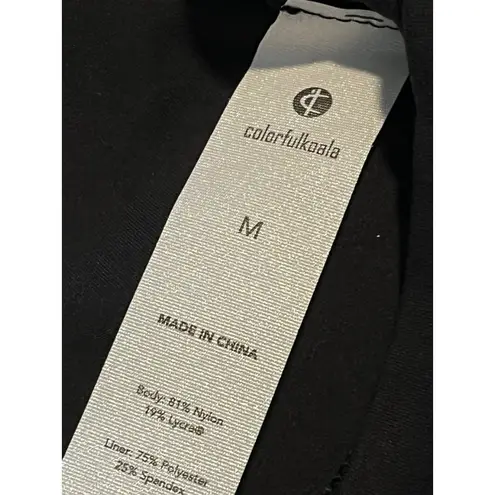 colorfulkoala
M
MADE IN CHINA
Body: 81% Nylon
19% Lycra®
Liner: 75% Polyester
25% Spandex